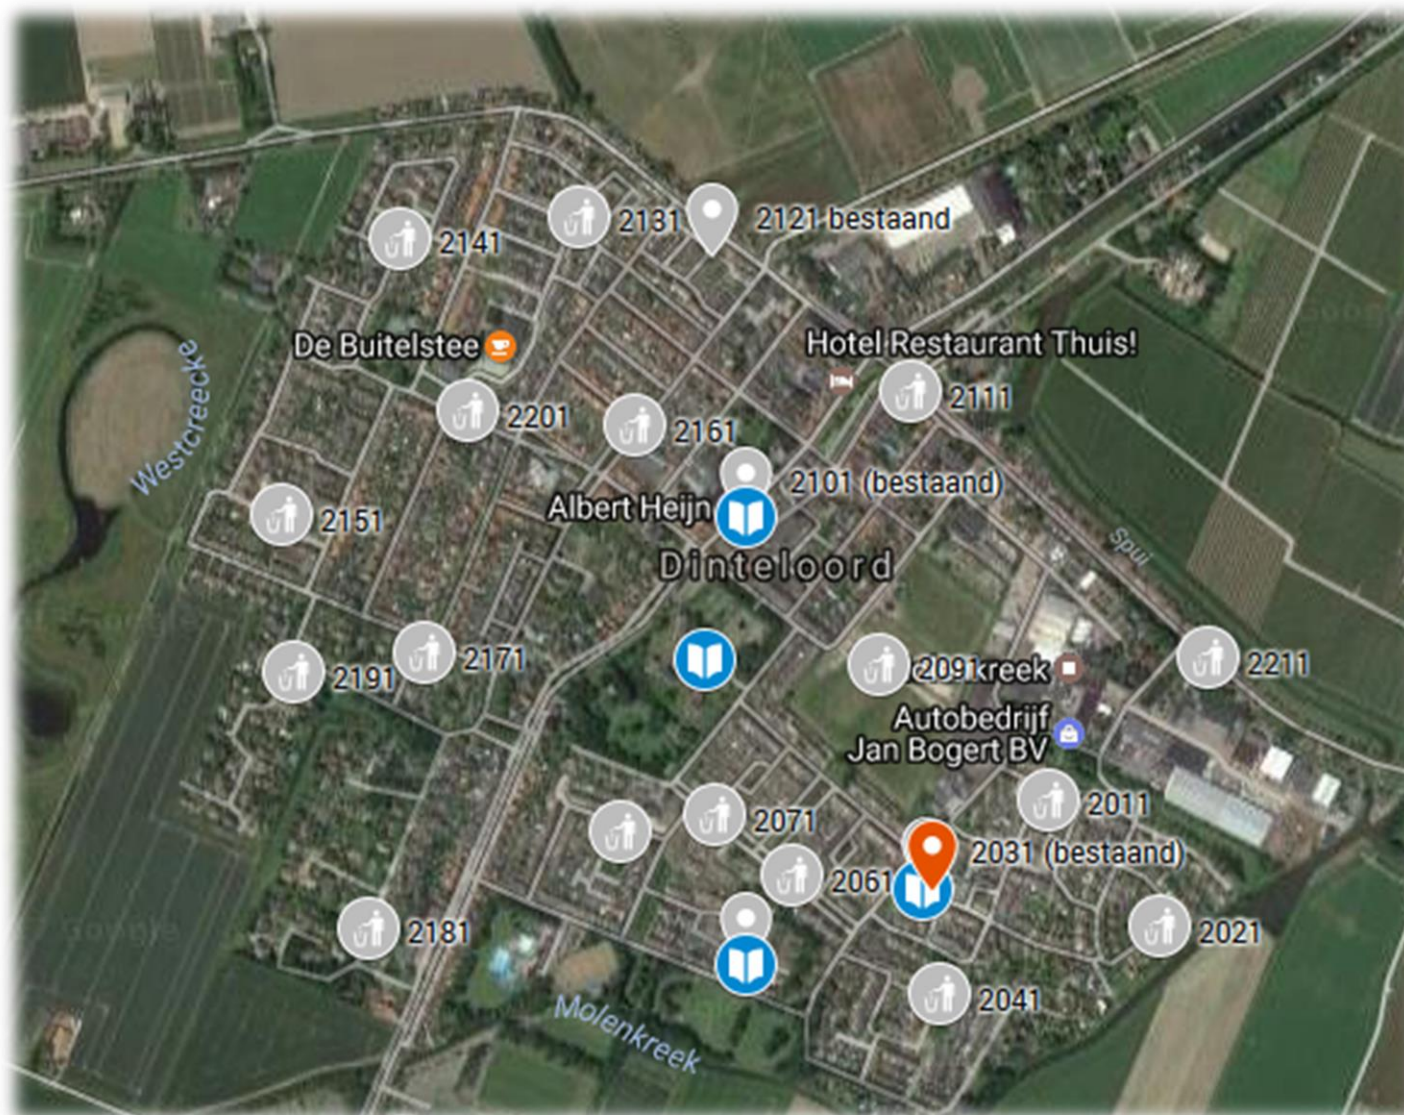 2131
2121 bestaand
2141
De Buitelstee
Hotel Restaurant Thuis!
2111
Westcreecke
2201
2161
2101 (bestaand)
Albert Heijn
2151
Dinteloord
Spui
2171
2191
2091
kreek
2211
Autobedrijf
Jan Bogert BV
2011
2071
2031 (bestaand)
2061
2181
2021
2041
Molenkreek